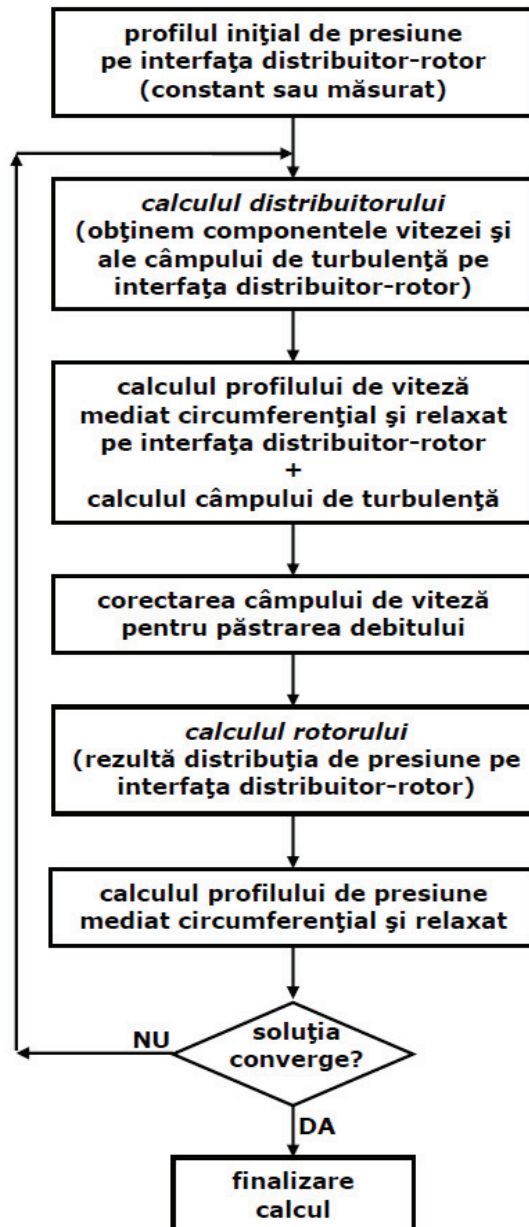 profilul iniţial de presiune
pe interfaţa distribuitor-rotor
(constant sau măsurat)
calculul distribuitorului
(obţinem componentele vitezei şi
ale câmpului de turbulenţă pe
interfaţa distribuitor-rotor)
calculul profilului de viteză
mediat circumferenţial şi relaxat
pe interfaţa distribuitor-rotor
+
calculul câmpului de turbulenţă
corectarea câmpului de viteză
pentru păstrarea debitului
calculul rotorului
(rezultă distribuţia de presiune pe
interfaţa distribuitor-rotor)
calculul profilului de presiune
mediat circumferenţial şi relaxat
soluţia
converge?
NU
DA
finalizare
calcul